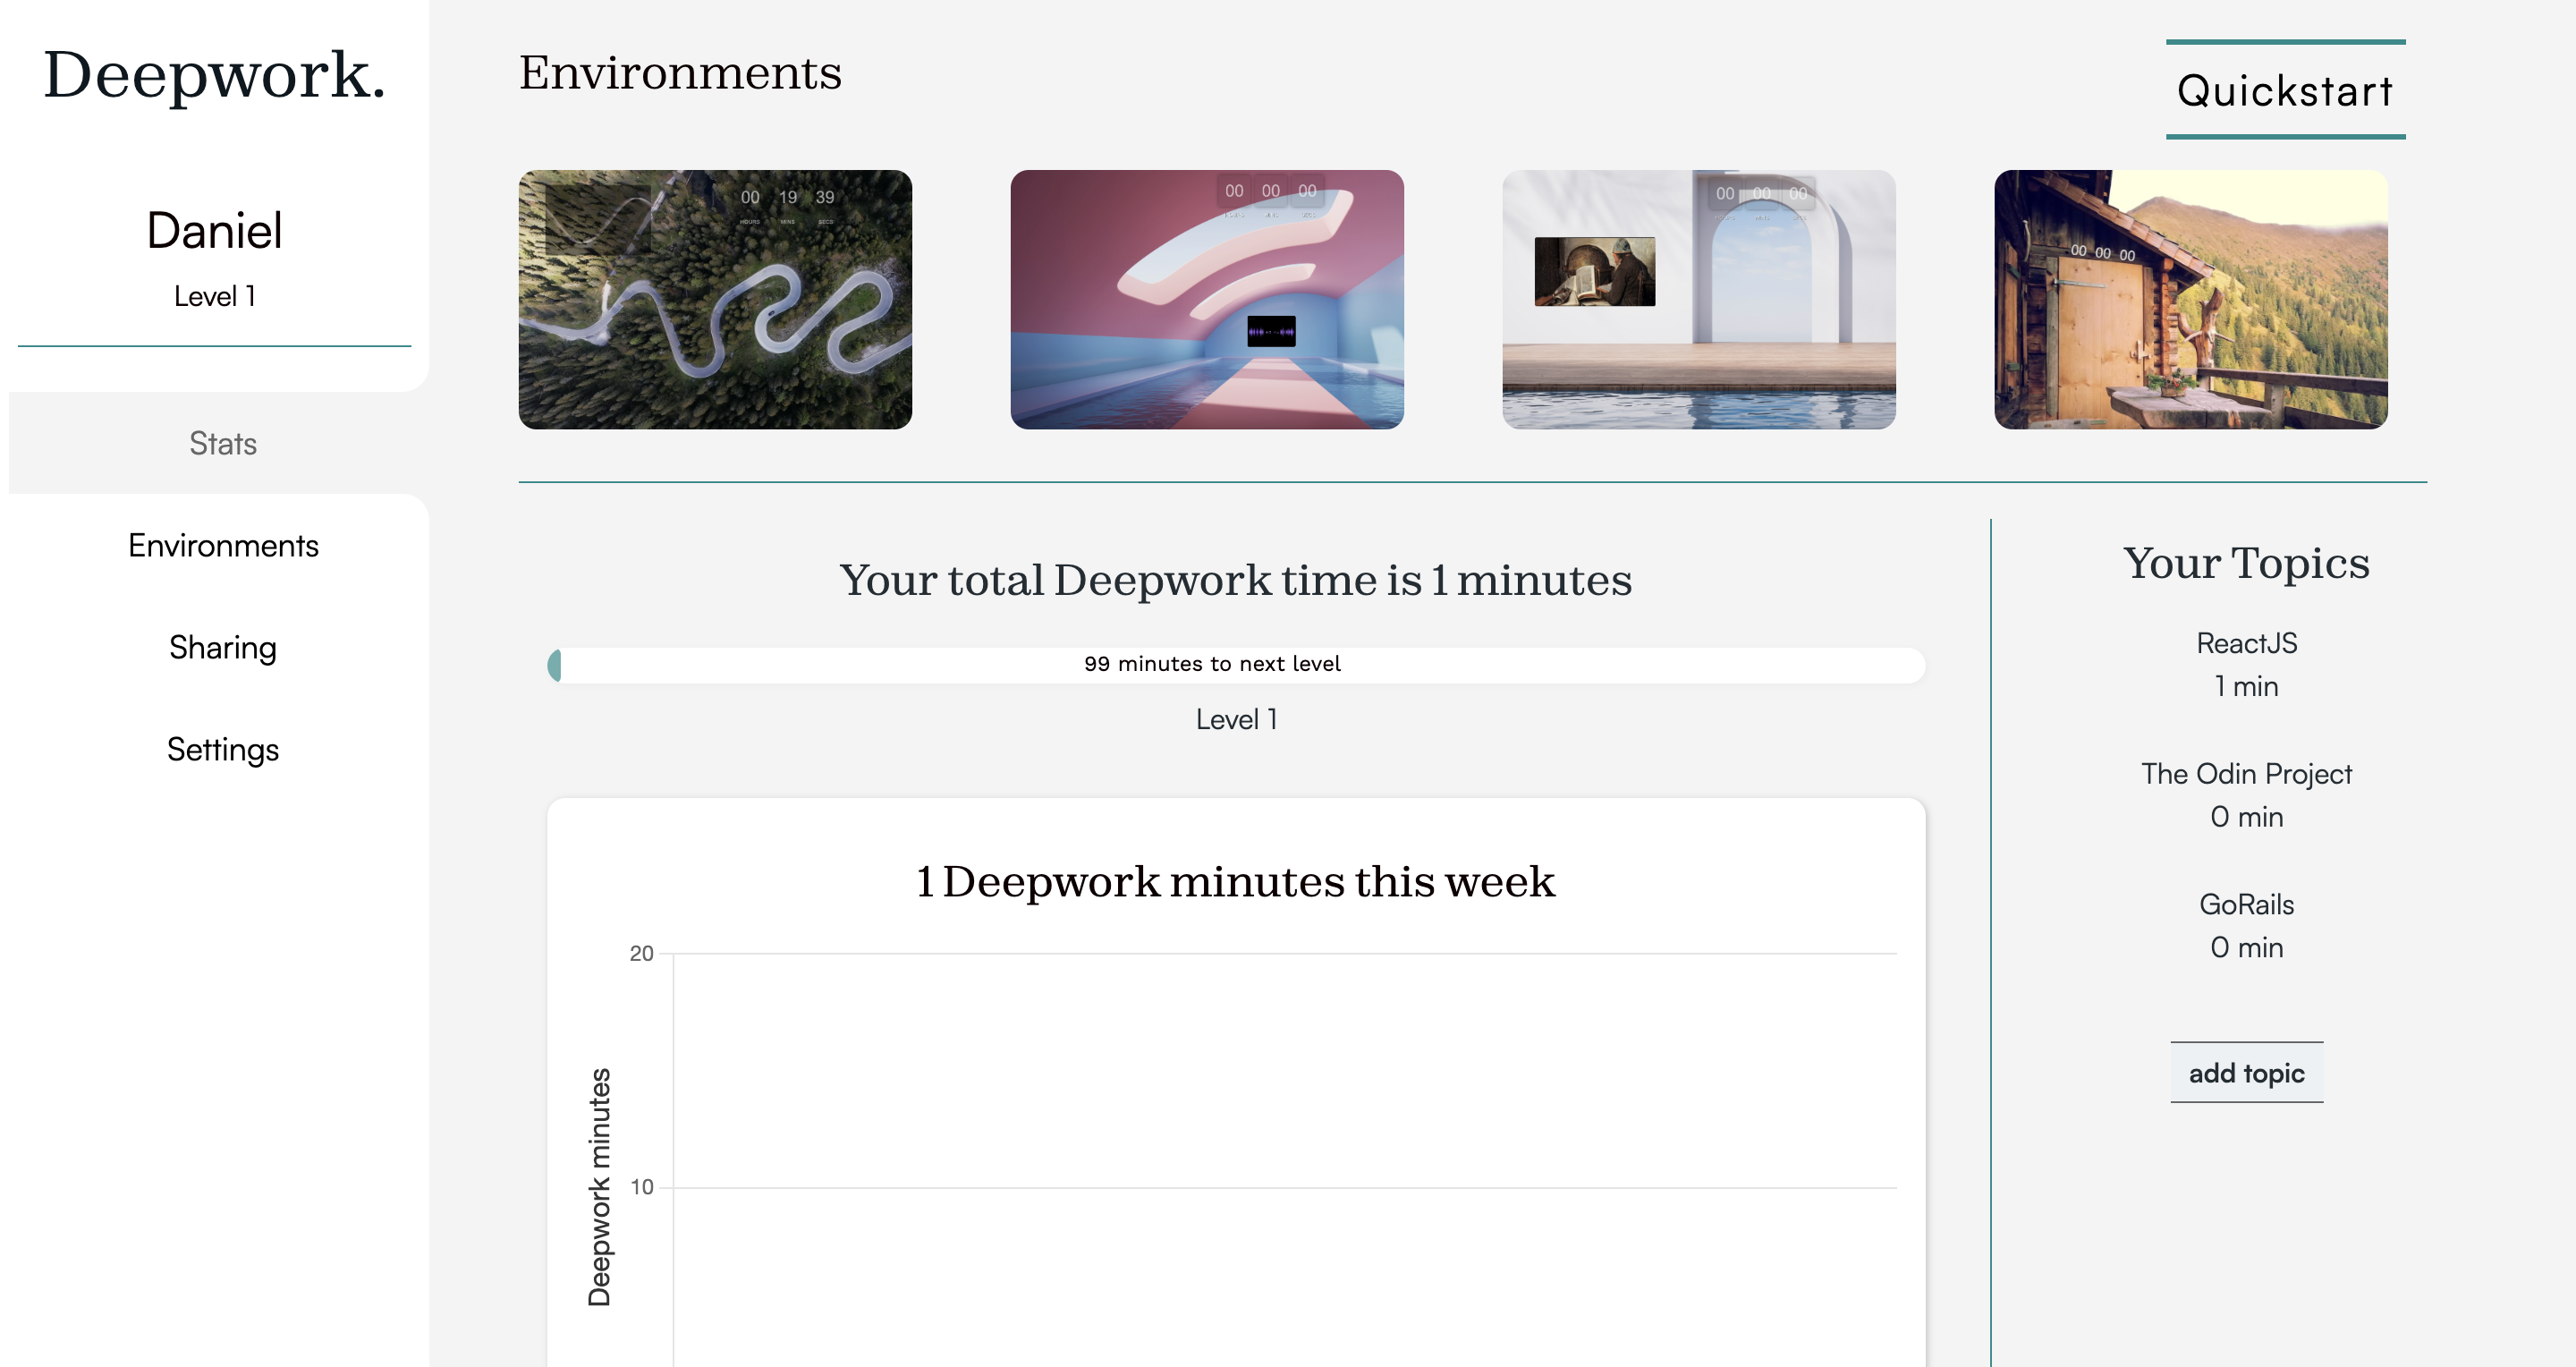 Deepwork.
Daniel
Level 1
Stats
Environments
Sharing
Settings
Environments
Quickstart
00 19 39
HOURS MINS SECS
00 00 00
00 00 00
00 00 00
Your total Deepwork time is 1 minutes
99 minutes to next level
Level 1
1 Deepwork minutes this week
20
10
Deepwork minutes
Your Topics
ReactJS
1 min
The Odin Project
0 min
GoRails
0 min
add topic